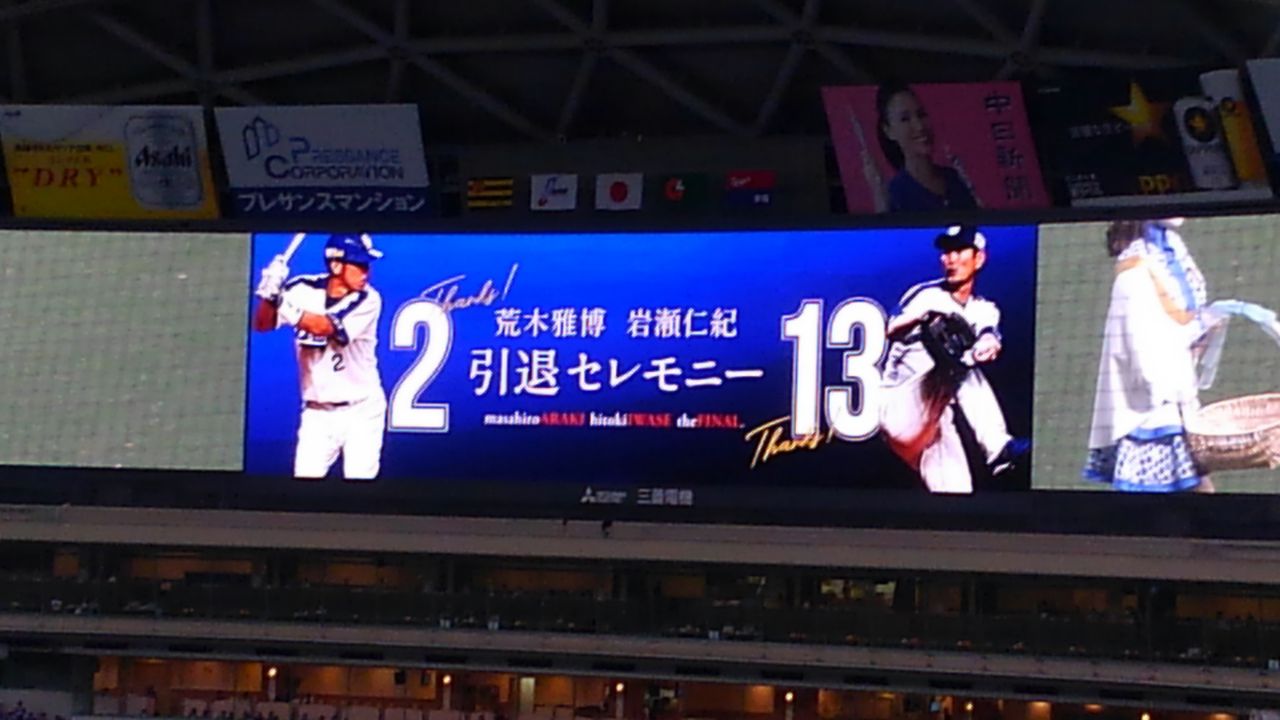 "DRY"
Asahi
PRESSANCE
CORPORATION
プレサンスマンション
中日新聞
Thanks!
2
荒木雅博 岩瀬仁紀
13
引退セレモニー
masahiroARAKI hitokiIWASE theFINAL.
Thanks!
2
三菱電機